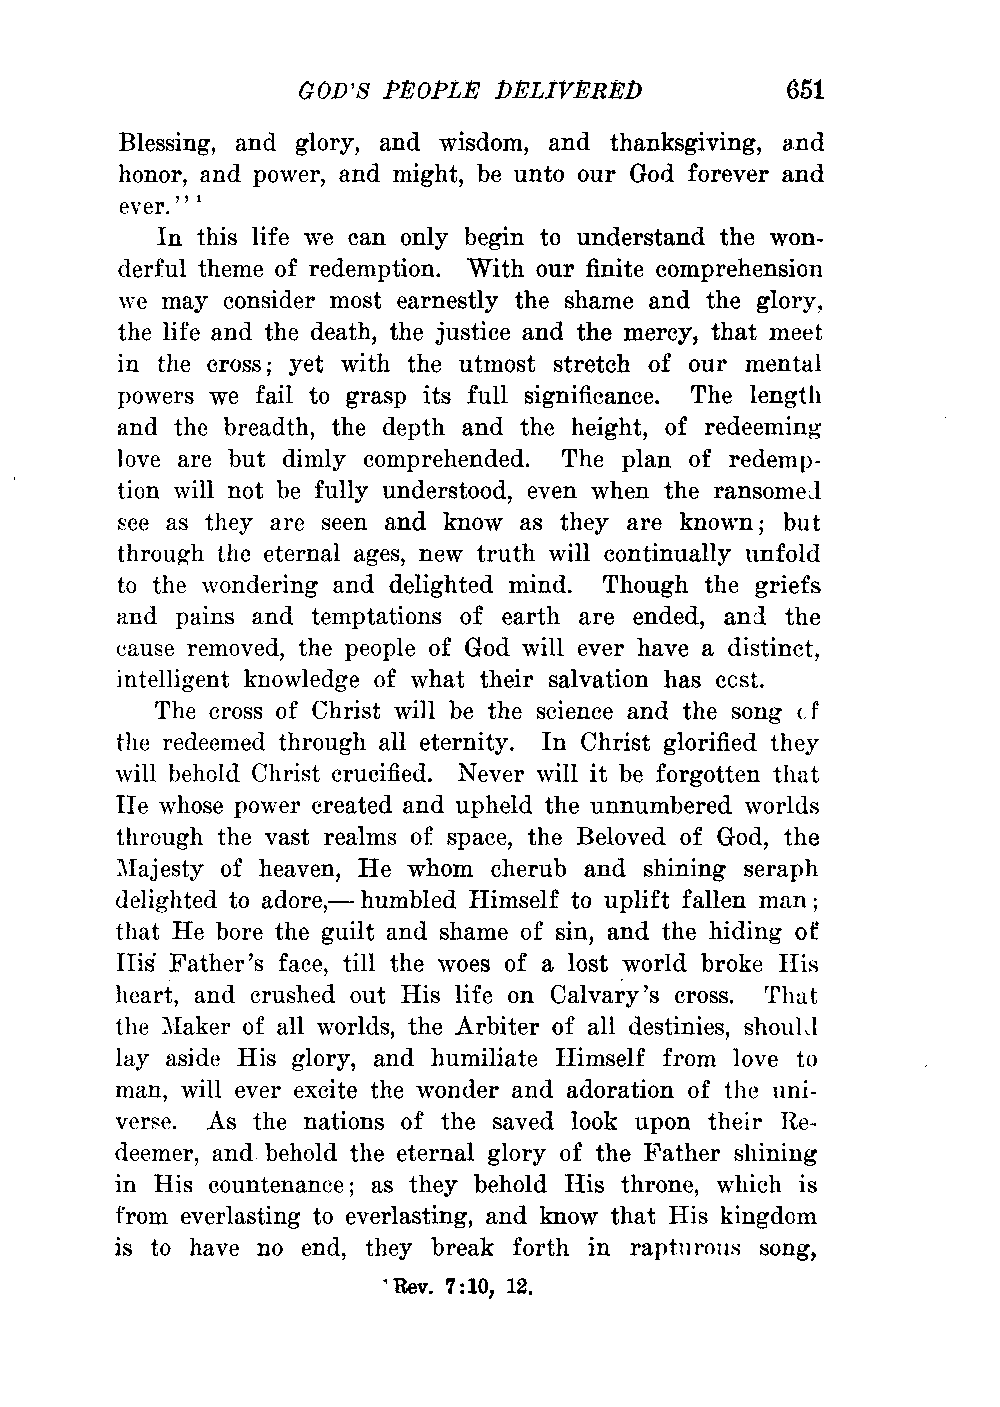 GOD'S PEOPLE DELIVERED 651
Blessing, and glory, and wisdom, and thanksgiving, and
honor, and power, and might, be unto our God forever and
ever.'' ¹
In this life we can only begin to understand the won-
derful theme of redemption. With our finite comprehension
we may consider most earnestly the shame and the glory,
the life and the death, the justice and the mercy, that meet
in the cross; yet with the utmost stretch of our mental
powers we fail to grasp its full significance. The length
and the breadth, the depth and the height, of redeeming
love are but dimly comprehended. The plan of redemp-
tion will not be fully understood, even when the ransomed
see as they are seen and know as they are known; but
through the eternal ages, new truth will continually unfold
to the wondering and delighted mind. Though the griefs
and pains and temptations of earth are ended, and the
cause removed, the people of God will ever have a distinct,
intelligent knowledge of what their salvation has cost.
The cross of Christ will be the science and the song of
the redeemed through all eternity. In Christ glorified they
will behold Christ crucified. Never will it be forgotten that
He whose power created and upheld the unnumbered worlds
through the vast realms of space, the Beloved of God, the
Majesty of heaven, He whom cherub and shining seraph
delighted to adore,— humbled Himself to uplift fallen man;
that He bore the guilt and shame of sin, and the hiding of
His Father's face, till the woes of a lost world broke His
heart, and crushed out His life on Calvary's cross. That
the Maker of all worlds, the Arbiter of all destinies, should
lay aside His glory, and humiliate Himself from love to
man, will ever excite the wonder and adoration of the uni-
verse. As the nations of the saved look upon their Re-
deemer, and behold the eternal glory of the Father shining
in His countenance; as they behold His throne, which is
from everlasting to everlasting, and know that His kingdom
is to have no end, they break forth in rapturous song,
¹ Rev. 7:10, 12.